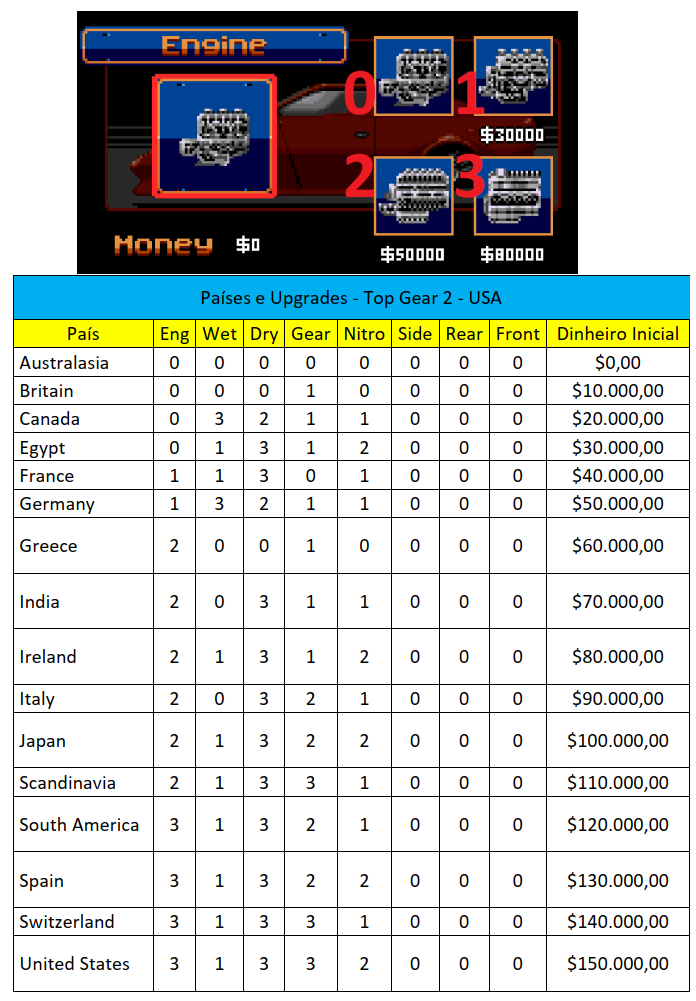 Engine
0 1
$30000
2 3
Money $0 $50000 $80000
Países e Upgrades - Top Gear 2 - USA
País Eng Wet Dry Gear Nitro Side Rear Front Dinheiro Inicial
Australasia 0 0 0 0 0 0 0 0 $0,00
Britain 0 0 0 1 0 0 0 0 $10.000,00
Canada 0 3 2 1 1 0 0 0 $20.000,00
Egypt 0 1 3 1 2 0 0 0 $30.000,00
France 1 1 3 0 1 0 0 0 $40.000,00
Germany 1 3 2 1 1 0 0 0 $50.000,00
Greece 2 0 0 1 0 0 0 0 $60.000,00
India 2 0 3 1 1 0 0 0 $70.000,00
Ireland 2 1 3 1 2 0 0 0 $80.000,00
Italy 2 0 3 2 1 0 0 0 $90.000,00
Japan 2 1 3 2 2 0 0 0 $100.000,00
Scandinavia 2 1 3 3 1 0 0 0 $110.000,00
South America 3 1 3 2 1 0 0 0 $120.000,00
Spain 3 1 3 2 2 0 0 0 $130.000,00
Switzerland 3 1 3 3 1 0 0 0 $140.000,00
United States 3 1 3 3 2 0 0 0 $150.000,00